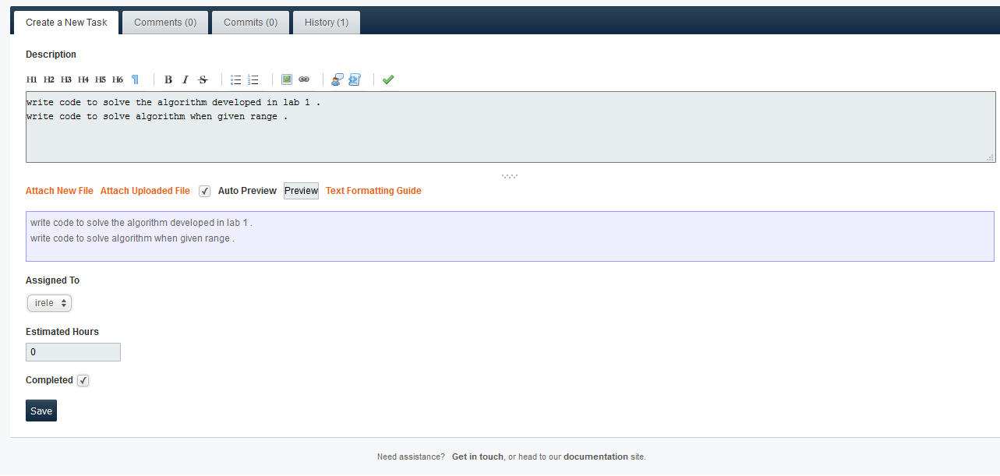 Create a New Task Comments (0) Commits (0) History (1)
Description
H1 H2 H3 H4 H5 H6 ¶ B I S
write code to solve the algorithm developed in lab 1 .
write code to solve algorithm when given range .
Attach New File Attach Uploaded File Auto Preview Preview Text Formatting Guide
write code to solve the algorithm developed in lab 1 .
write code to solve algorithm when given range .
Assigned To
irele
Estimated Hours
0
Completed
Save
Need assistance? Get in touch, or head to our documentation site.